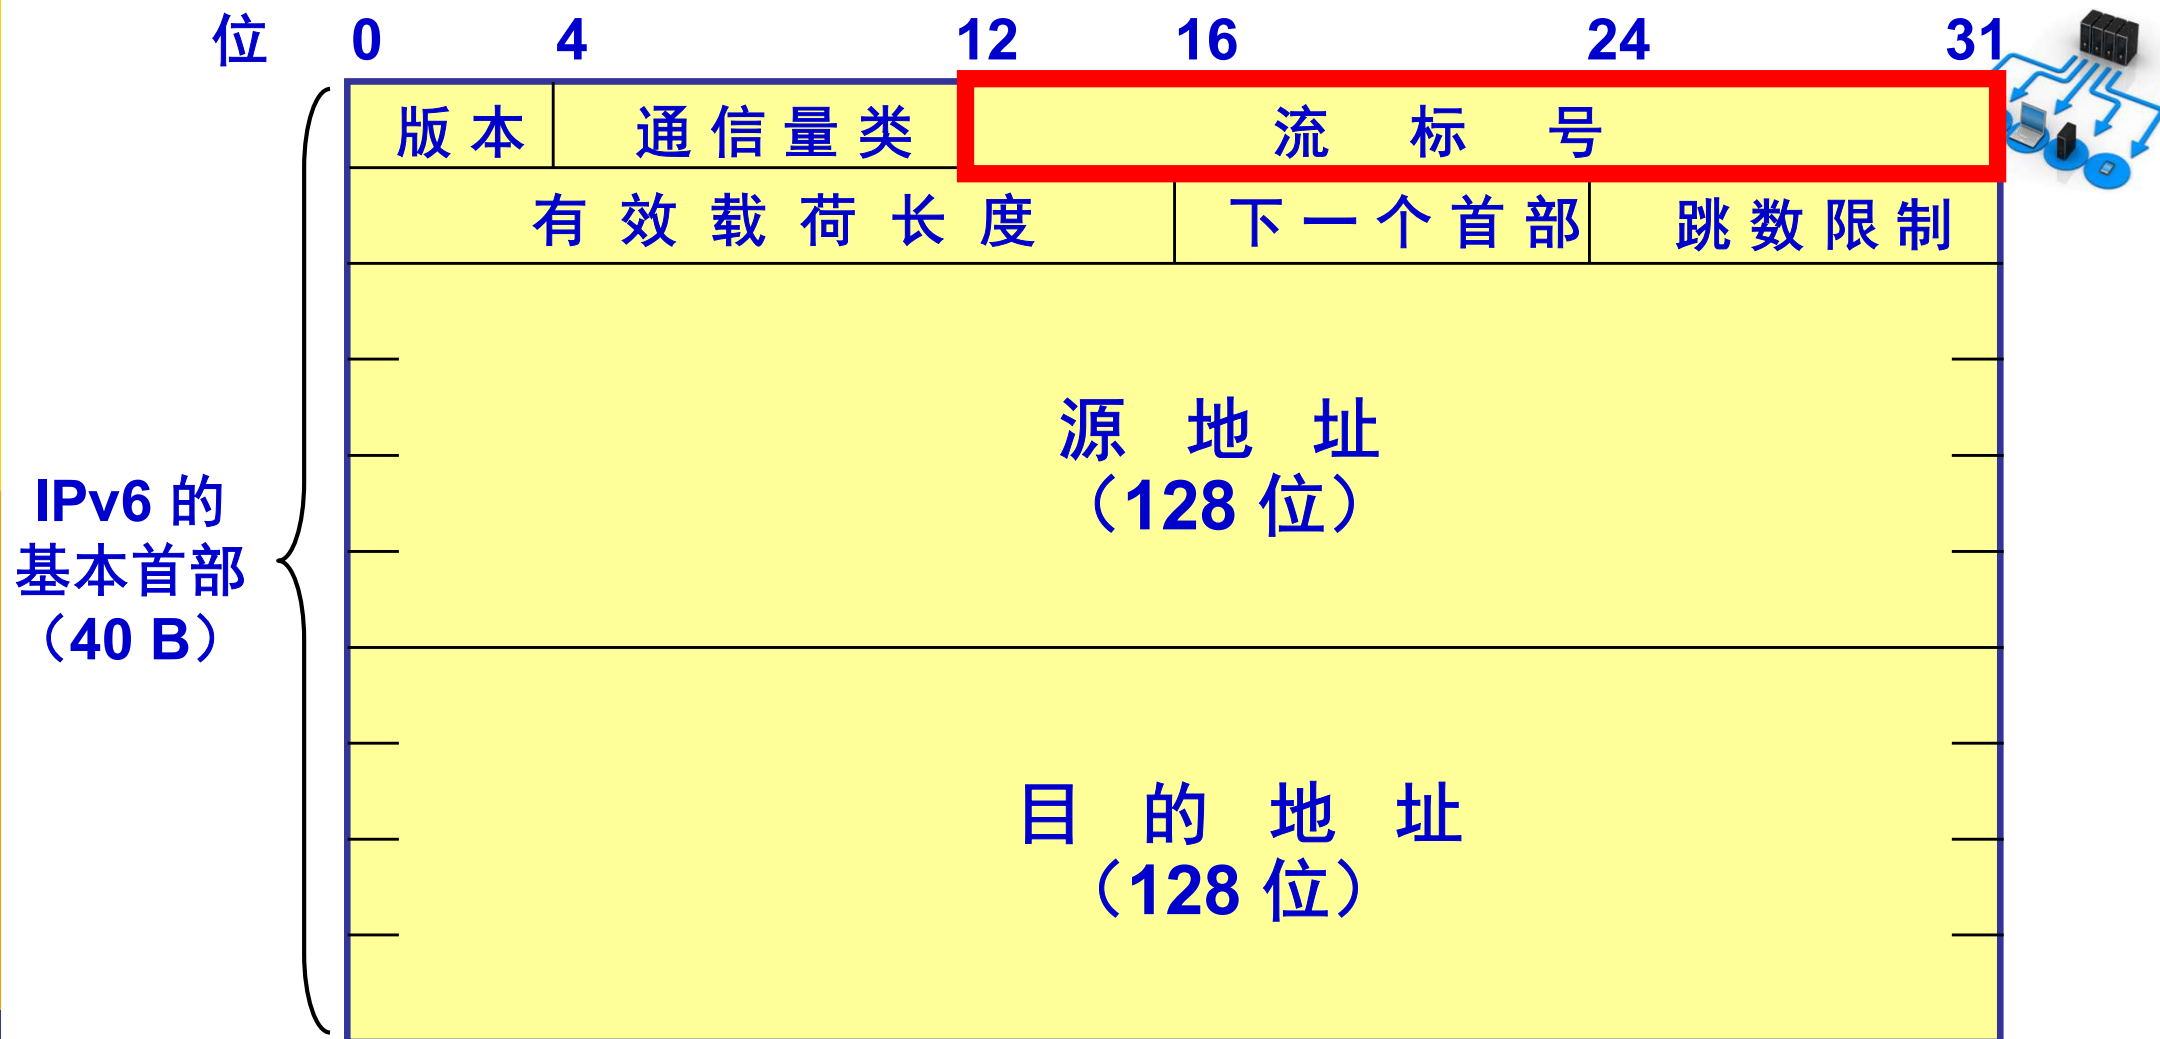 位 0 4 12 16 24 31
版本 通信量类 流标号
有效载荷长度 下一个首部 跳数限制
源地址
（128 位）
IPv6 的
基本首部
（40 B）
目的地址
（128 位）